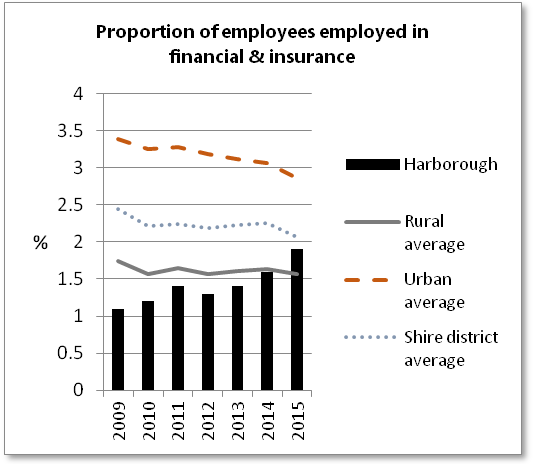 Proportion of employees employed in
financial & insurance
4
3.5
3
2.5
2
1.5
1
0.5
0
%
2009
2010
2011
2012
2013
2014
2015
Harborough
Rural
average
Urban
average
Shire district
average